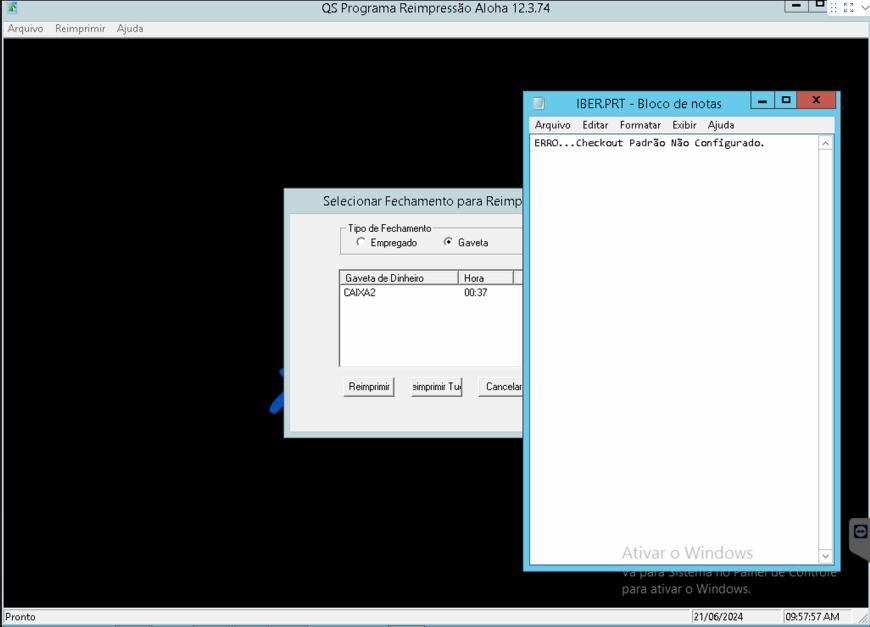 QS Programa Reimpressão Aloha 12.3.74
Arquivo Reimprimir Ajuda
IBER.PRT - Bloco de notas
Arquivo Editar Formatar Exibir Ajuda
ERRO...Checkout Padrão Não Configurado.
Selecionar Fechamento para Reimp
Tipo de Fechamento
Empregado Gaveta
Gaveta de Dinheiro Hora
CAIXA2 00:37
Reimprimir eimprimir Tu Cancelar
Ativar o Windows
Vá para Sistema no Painel de Controle
para ativar o Windows.
Pronto 21/06/2024 09:57:57 AM